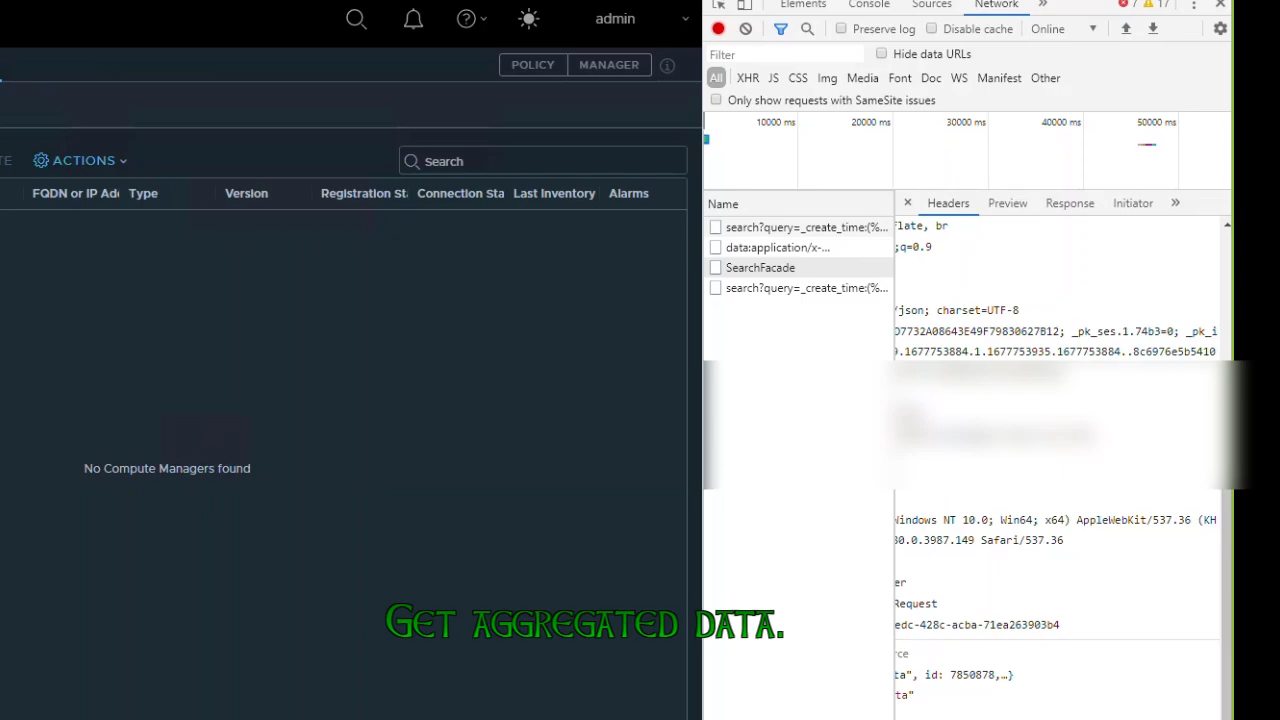 admin
POLICY MANAGER
ACTIONS
Search
FQDN or IP Adc Type Version Registration St Connection Sta Last Inventory Alarms
No Compute Managers found
Elements Console Sources Network » 7 17
Preserve log Disable cache Online
Filter Hide data URLs
All XHR JS CSS Img Media Font Doc WS Manifest Other
Only show requests with SameSite issues
10000 ms 20000 ms 30000 ms 40000 ms 50000 ms
Name
search?query=_create_time:(%...
data:application/x-...
SearchFacade
search?query=_create_time:(%...
Headers Preview Response Initiator »
flate, br
;q=0.9
/json; charset=UTF-8
D7732A08643E49F79830627B12; _pk_ses.1.74b3=0; _pk_i
9.1677753884.1.1677753935.1677753884..8c6976e5b5410
Windows NT 10.0; Win64; x64) AppleWebKit/537.36 (KH
80.0.3987.149 Safari/537.36
er
Request
edc-428c-acba-71ea263903b4
rce
ta", id: 7850878,…}
ta"
Get aggregated data.